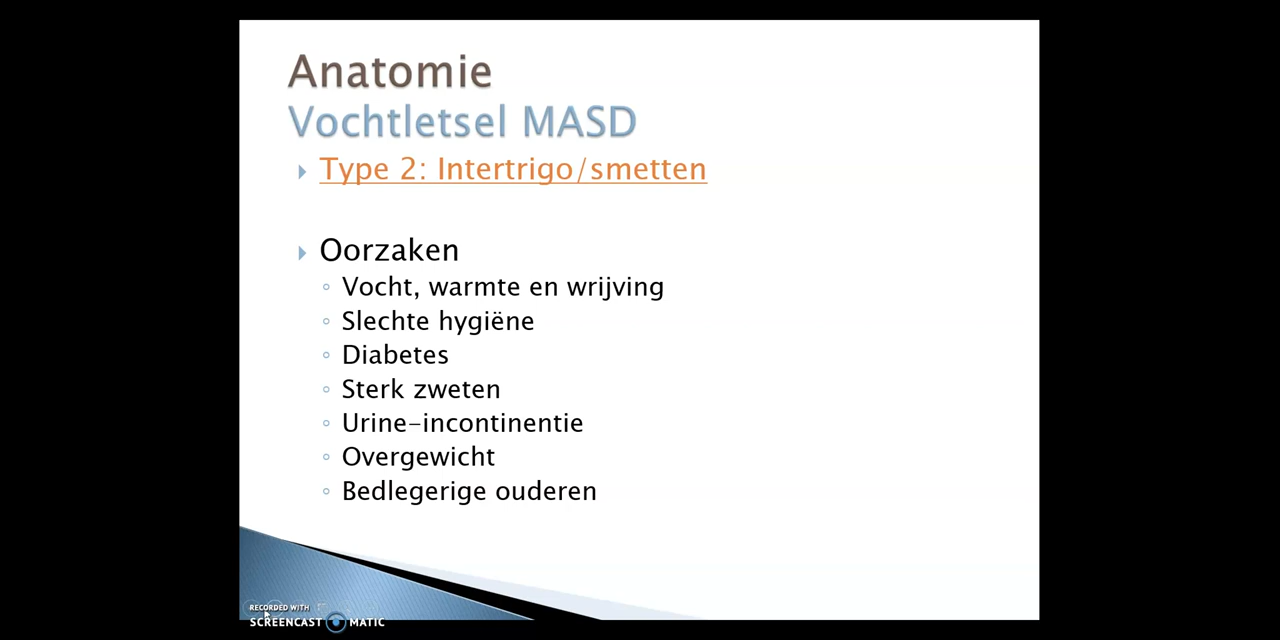 Anatomie
Vochtletsel MASD
Type 2: Intertrigo/smetten
Oorzaken
Vocht, warmte en wrijving
Slechte hygiëne
Diabetes
Sterk zweten
Urine-incontinentie
Overgewicht
Bedlegerige ouderen
RECORDED WITH
SCREENCAST MATIC